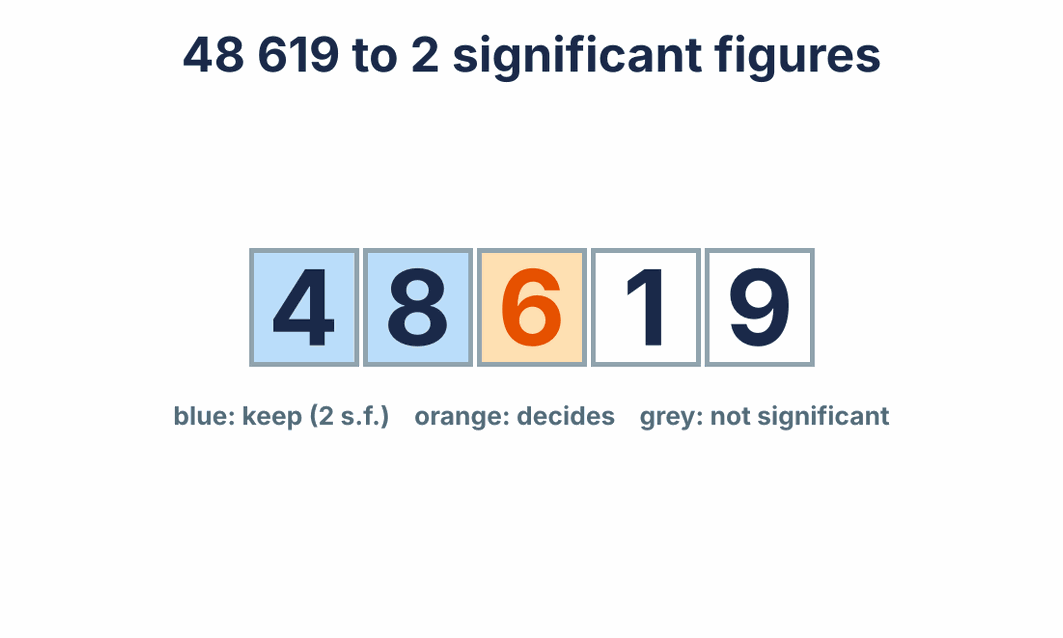 48 619 to 2 significant figures
4 8 6 1 9
blue: keep (2 s.f.) orange: decides grey: not significant